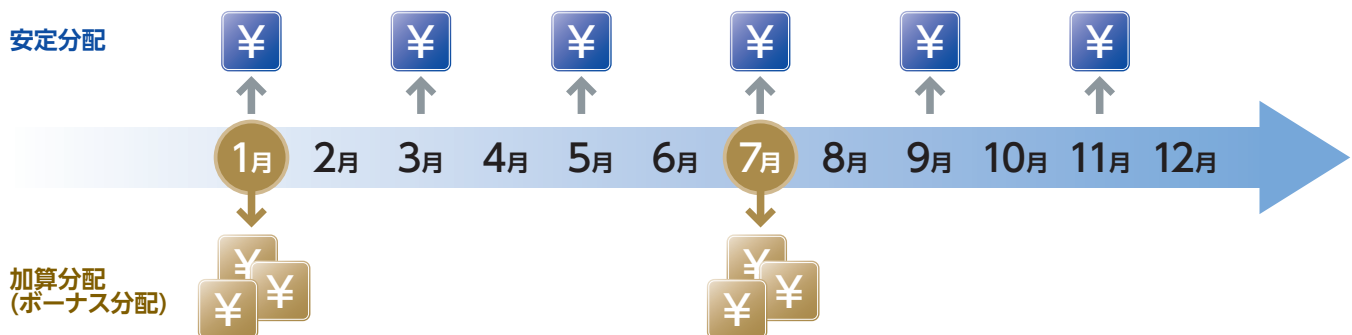 安定分配
¥ ¥ ¥ ¥ ¥ ¥
1月 2月 3月 4月 5月 6月 7月 8月 9月 10月 11月 12月
¥ ¥ ¥ ¥ ¥ ¥
加算分配
(ボーナス分配)